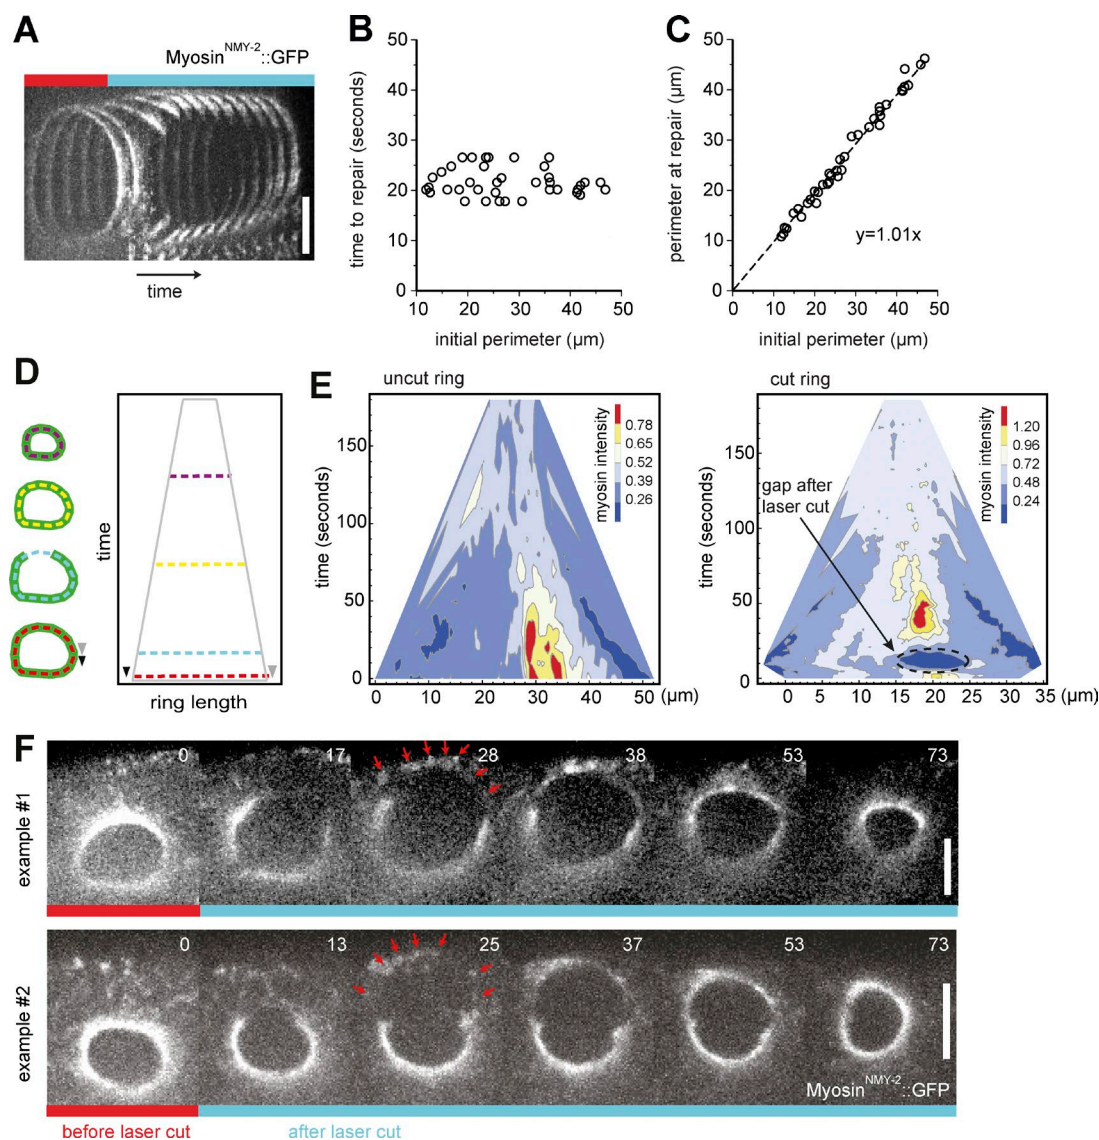 A
Myosin^NMY-2::GFP
time
B
time to repair (seconds)
50
40
30
20
10
0
10 20 30 40 50
initial perimeter (µm)
C
perimeter at repair (µm)
50
40
30
20
10
0
0 10 20 30 40 50
initial perimeter (µm)
y=1.01x
D
time
ring length
E
uncut ring
time (seconds)
150
100
50
0
0 10 20 30 40 50 (µm)
myosin intensity
0.78
0.65
0.52
0.39
0.26
cut ring
time (seconds)
150
100
50
0
5 0 5 10 15 20 25 30 35 (µm)
myosin intensity
1.20
0.96
0.72
0.48
0.24
gap after
laser cut
F
example #1
0 17 28 38 53 73
example #2
0 13 25 37 53 73
Myosin^NMY-2::GFP
before laser cut after laser cut